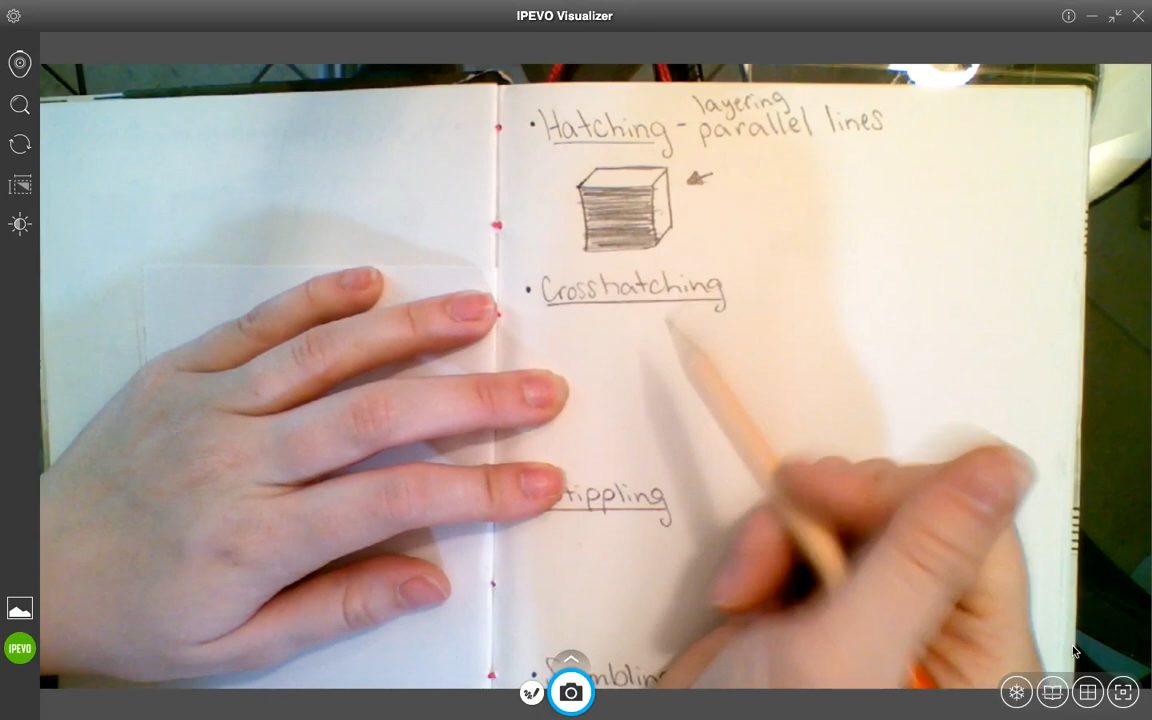 IPEVO Visualizer
layering
• Hatching - parallel lines
• Crosshatching
IPEVO